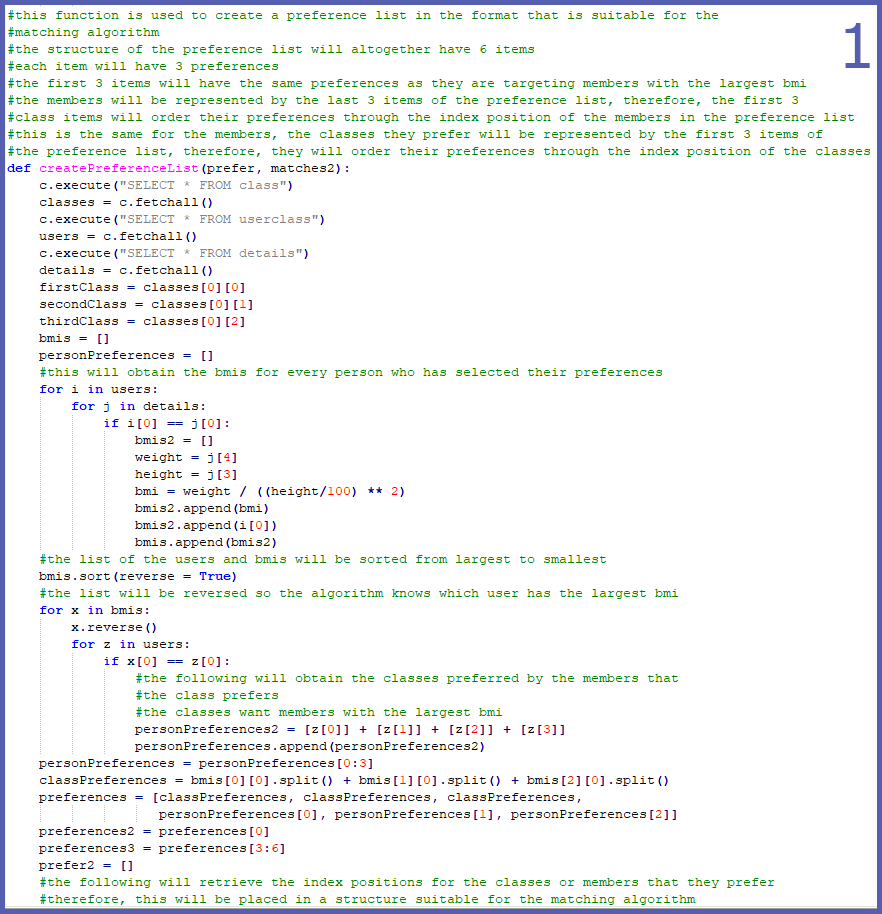 #this function is used to create a preference list in the format that is suitable for the
#matching algorithm
#the structure of the preference list will altogether have 6 items
#each item will have 3 preferences
#the first 3 items will have the same preferences as they are targeting members with the largest bmi
#the members will be represented by the last 3 items of the preference list, therefore, the first 3
#class items will order their preferences through the index position of the members in the preference list
#this is the same for the members, the classes they prefer will be represented by the first 3 items of
#the preference list, therefore, they will order their preferences through the index position of the classes
1
def createPreferenceList(prefer, matches2):
    c.execute("SELECT * FROM class")
    classes = c.fetchall()
    c.execute("SELECT * FROM userclass")
    users = c.fetchall()
    c.execute("SELECT * FROM details")
    details = c.fetchall()
    firstClass = classes[0][0]
    secondClass = classes[0][1]
    thirdClass = classes[0][2]
    bmis = []
    personPreferences = []
    #this will obtain the bmis for every person who has selected their preferences
    for i in users:
        for j in details:
            if i[0] == j[0]:
                bmis2 = []
                weight = j[4]
                height = j[3]
                bmi = weight / ((height/100) ** 2)
                bmis2.append(bmi)
                bmis2.append(i[0])
                bmis.append(bmis2)
    #the list of the users and bmis will be sorted from largest to smallest
    bmis.sort(reverse = True)
    #the list will be reversed so the algorithm knows which user has the largest bmi
    for x in bmis:
        x.reverse()
        for z in users:
            if x[0] == z[0]:
                #the following will obtain the classes preferred by the members that
                #the class prefers
                #the classes want members with the largest bmi
                personPreferences2 = [z[0]] + [z[1]] + [z[2]] + [z[3]]
                personPreferences.append(personPreferences2)
    personPreferences = personPreferences[0:3]
    classPreferences = bmis[0][0].split() + bmis[1][0].split() + bmis[2][0].split()
    preferences = [classPreferences, classPreferences, classPreferences,
                   personPreferences[0], personPreferences[1], personPreferences[2]]
    preferences2 = preferences[0]
    preferences3 = preferences[3:6]
    prefer2 = []
    #the following will retrieve the index positions for the classes or members that they prefer
    #therefore, this will be placed in a structure suitable for the matching algorithm